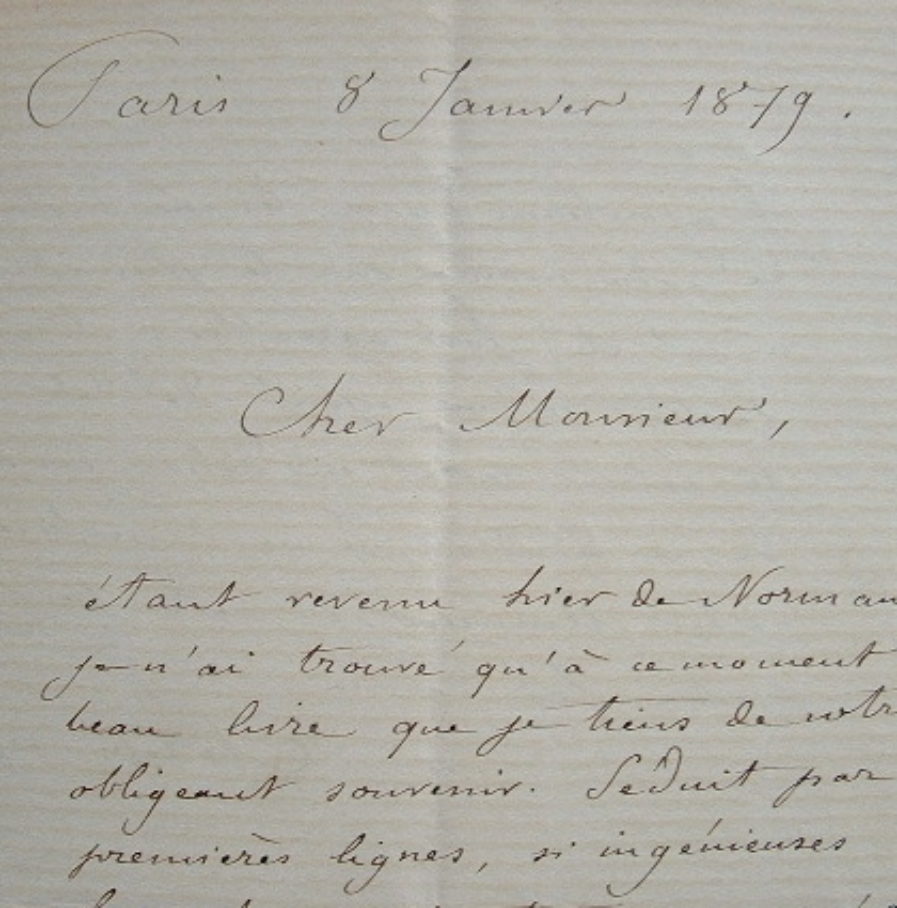 Paris 8 Janvier 1879.
Cher Monsieur,
étant revenu hier de Norman
je n'ai trouvé qu'à ce moment
beau livre que je tiens de votr
obligeant souvenir. Séduit par
premières lignes, si ingénieuses